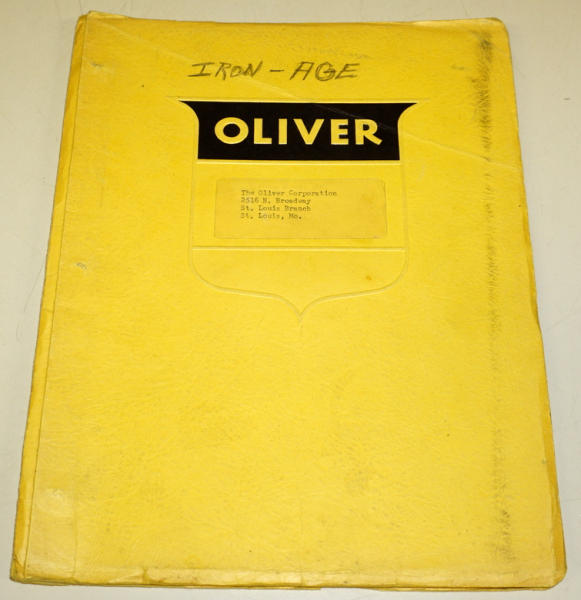 IRON - AGE
OLIVER
The Oliver Corporation
2516 N. Broadway
St. Louis Branch
St. Louis, Mo.